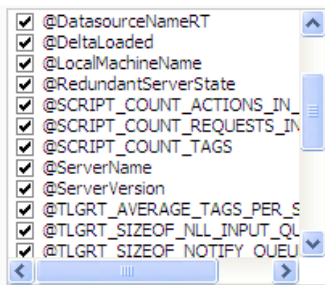 @DatasourceNameRT
@DeltaLoaded
@LocalMachineName
@RedundantServerState
@SCRIPT_COUNT_ACTIONS_IN_
@SCRIPT_COUNT_REQUESTS_IN
@SCRIPT_COUNT_TAGS
@ServerName
@ServerVersion
@TLGRT_AVERAGE_TAGS_PER_S
@TLGRT_SIZEOF_NLL_INPUT_QU
@TLGRT_SIZEOF_NOTIFY_QUEU